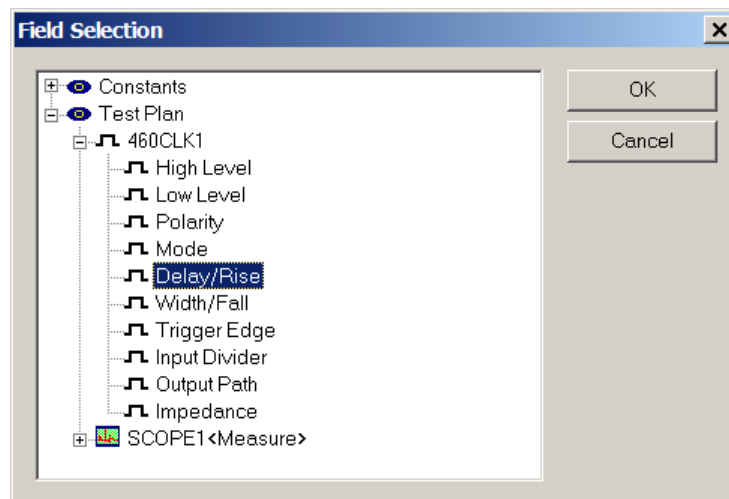 Field Selection
Constants
OK
Test Plan
460CLK1
Cancel
High Level
Low Level
Polarity
Mode
Delay/Rise
Width/Fall
Trigger Edge
Input Divider
Output Path
Impedance
SCOPE1<Measure>